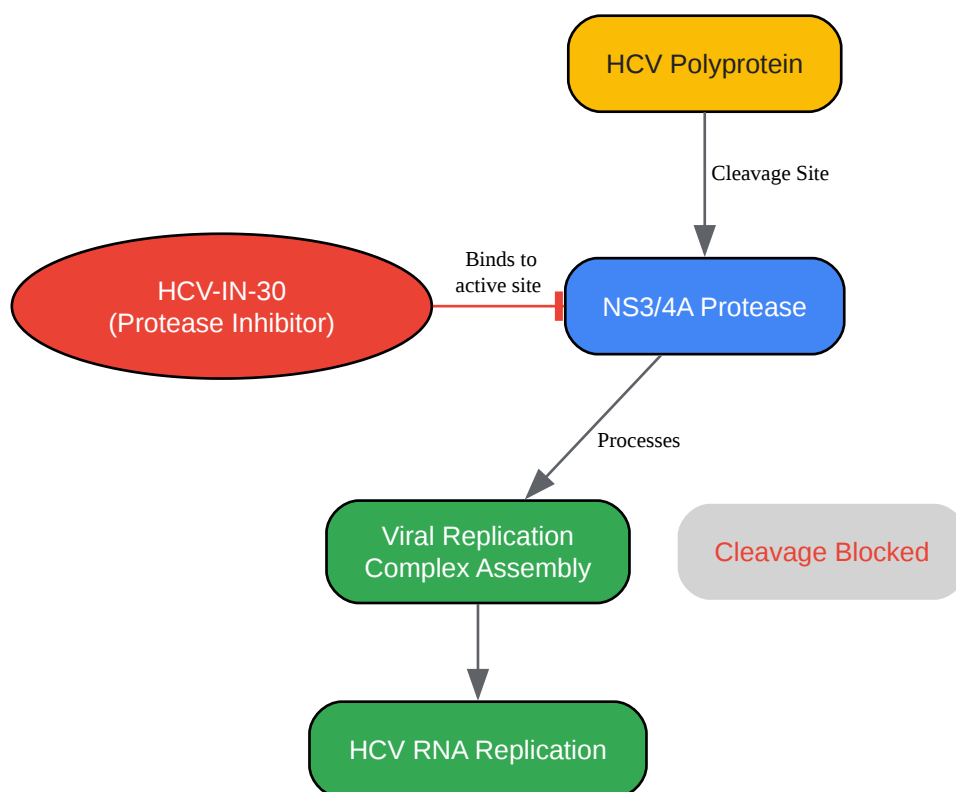 HCV Polyprotein
Cleavage Site
Binds to
active site
HCV-IN-30
(Protease Inhibitor)
NS3/4A Protease
Processes
Viral Replication
Complex Assembly
Cleavage Blocked
HCV RNA Replication